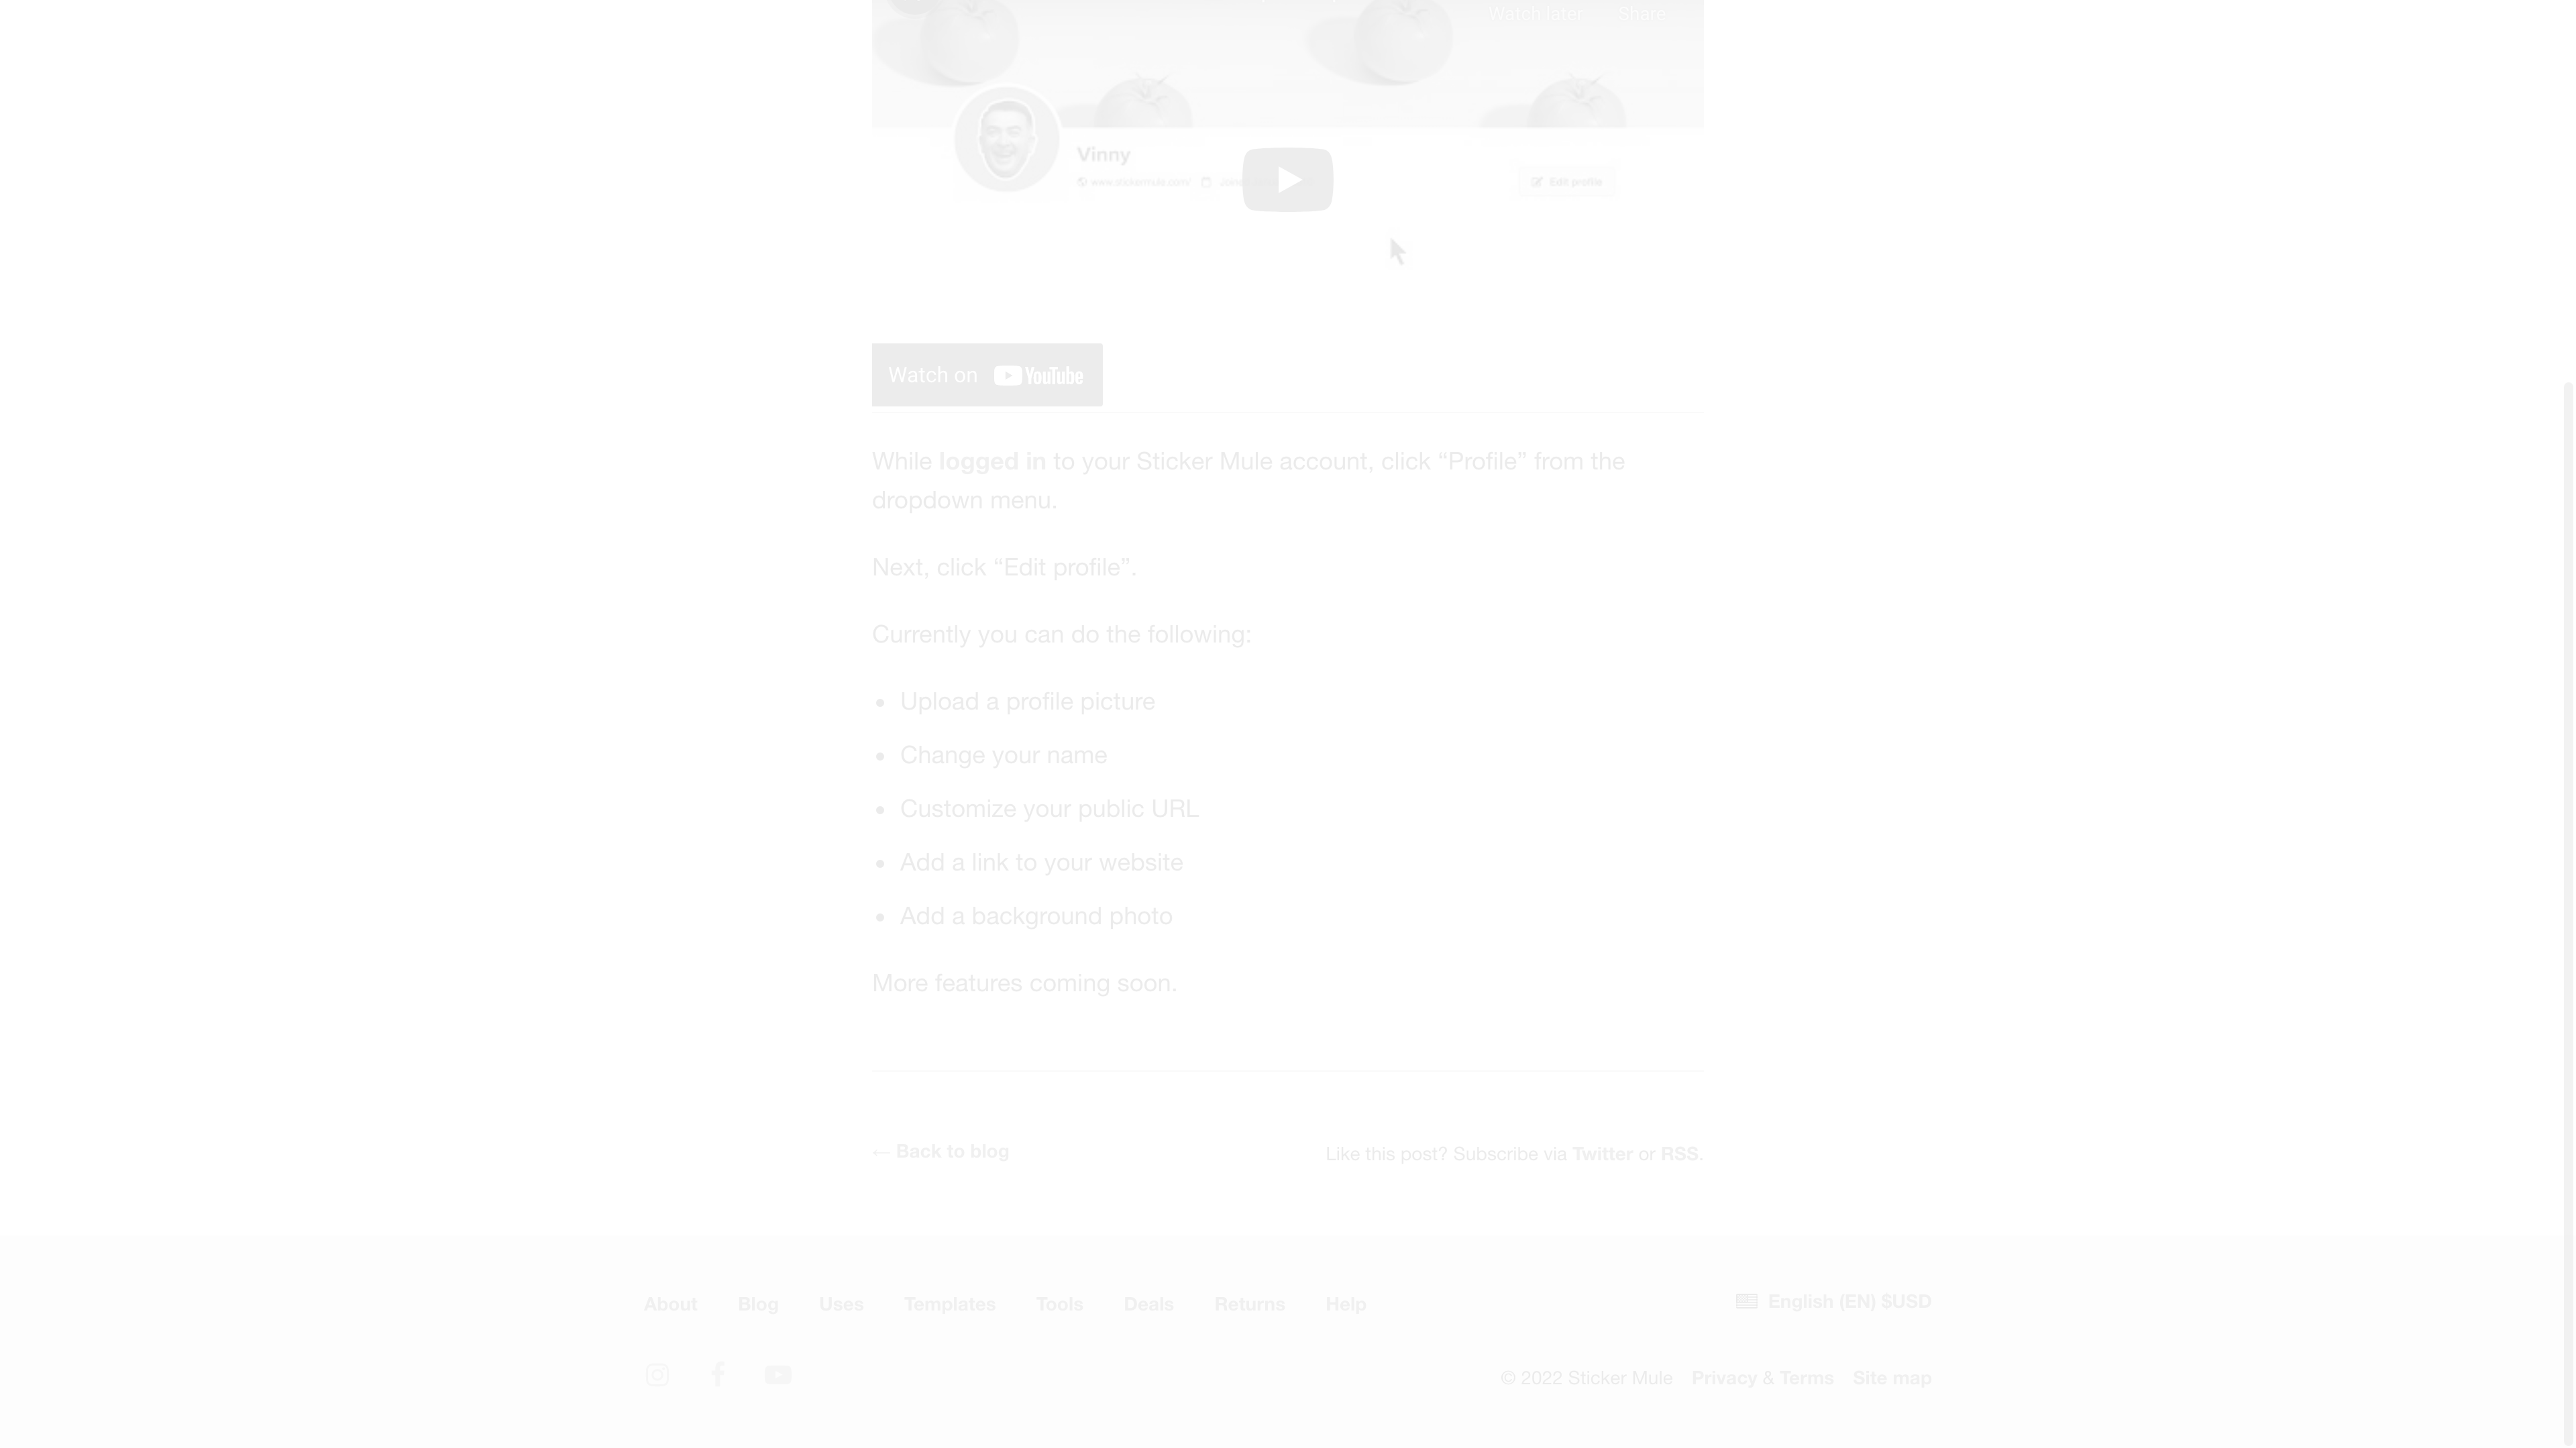 Watch later Share
Vinny
www.stickermule.com/
Edit profile
Watch on YouTube
While logged in to your Sticker Mule account, click “Profile” from the
dropdown menu.
Next, click “Edit profile”.
Currently you can do the following:
• Upload a profile picture
• Change your name
• Customize your public URL
• Add a link to your website
• Add a background photo
More features coming soon.
← Back to blog
Like this post? Subscribe via Twitter or RSS.
About Blog Uses Templates Tools Deals Returns Help
English (EN) $USD
© 2022 Sticker Mule Privacy & Terms Site map